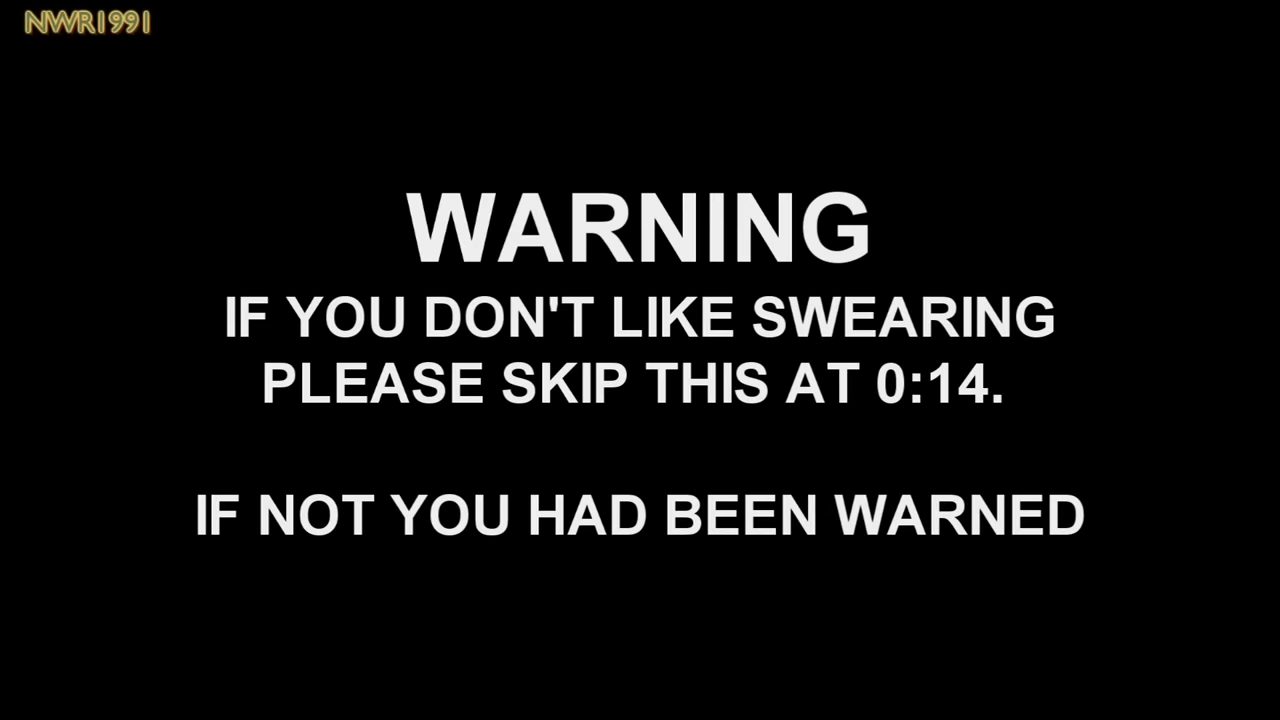 NWR1991
WARNING
IF YOU DON'T LIKE SWEARING
PLEASE SKIP THIS AT 0:14.
IF NOT YOU HAD BEEN WARNED